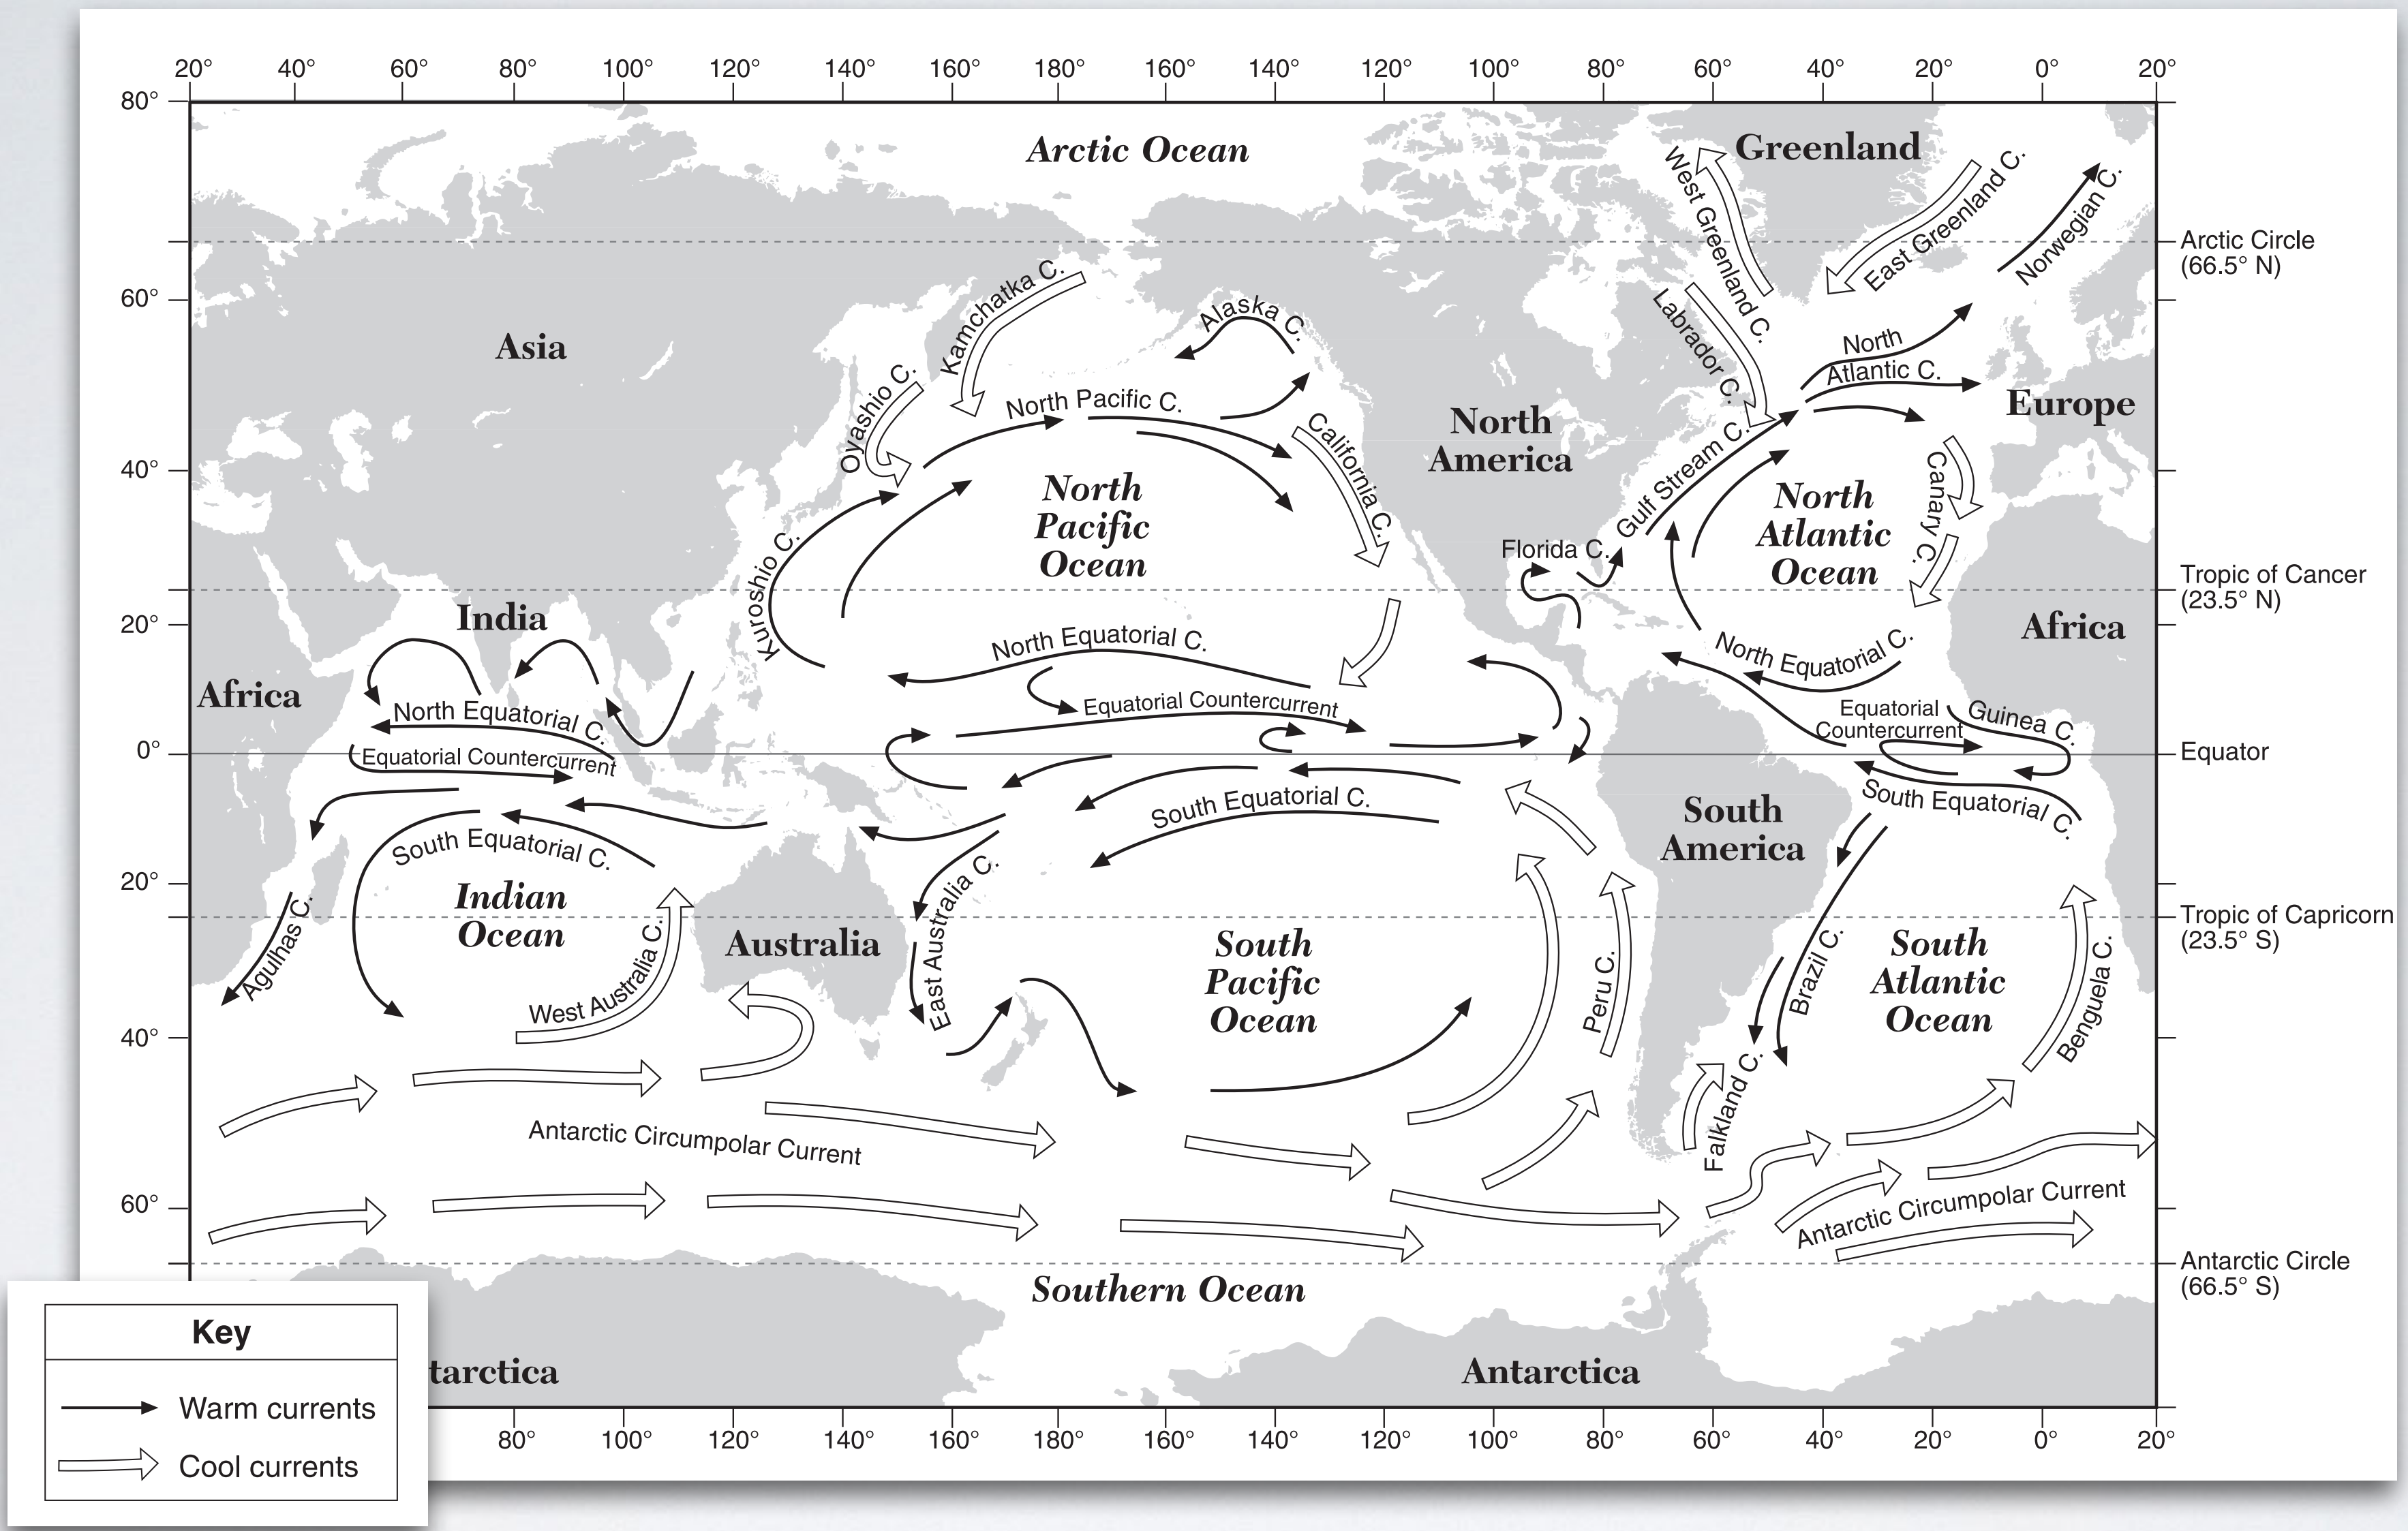 20° 40° 60° 80° 100° 120° 140° 160° 180° 160° 140° 120° 100° 80° 60° 40° 20° 0° 20°
80°
60°
40°
20°
0°
20°
40°
60°
Arctic Circle
(66.5° N)
Tropic of Cancer
(23.5° N)
Equator
Tropic of Capricorn
(23.5° S)
Antarctic Circle
(66.5° S)
Arctic Ocean
Greenland
West Greenland C.
East Greenland C.
Norwegian C.
Labrador C.
Kamchatka C.
Alaska C.
Oyashio C.
Asia
North Pacific C.
California C.
North
America
North
Atlantic C.
Europe
Gulf Stream C.
Canary C.
North
Pacific
Ocean
North
Atlantic
Ocean
Florida C.
Kuroshio C.
India
Africa
North Equatorial C.
Equatorial Countercurrent
North Equatorial C.
Equatorial Countercurrent
North Equatorial C.
Equatorial
Countercurrent
Guinea C.
Africa
South Equatorial C.
South Equatorial C.
South Equatorial C.
South
America
Indian
Ocean
Agulhas C.
West Australia C.
Australia
East Australia C.
South
Pacific
Ocean
Peru C.
Brazil C.
South
Atlantic
Ocean
Benguela C.
Falkland C.
Antarctic Circumpolar Current
Antarctic Circumpolar Current
Southern Ocean
tarctica
Antarctica
80° 100° 120° 140° 160° 180° 160° 140° 120° 100° 80° 60° 40° 20° 0° 20°
Key
Warm currents
Cool currents